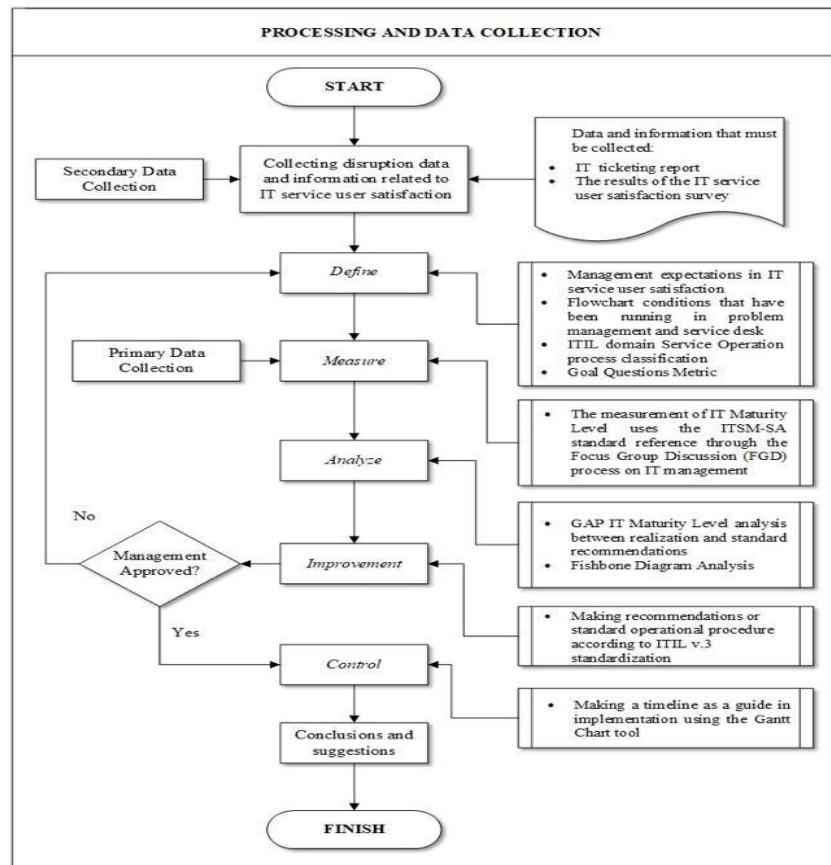 PROCESSING AND DATA COLLECTION
START
Secondary Data
Collection
Collecting disruption data
and information related to
IT service user satisfaction
Data and information that must
be collected:
• IT ticketing report
• The results of the IT service
user satisfaction survey
Define
• Management expectations in IT
service user satisfaction
• Flowchart conditions that have
been running in problem
management and service desk
• ITIL domain Service Operation
process classification
• Goal Questions Metric
Primary Data
Collection
Measure
• The measurement of IT Maturity
Level uses the ITSM-SA
standard reference through the
Focus Group Discussion (FGD)
process on IT management
Analyze
• GAP IT Maturity Level analysis
between realization and standard
recommendations
• Fishbone Diagram Analysis
No
Management
Approved?
Improvement
• Making recommendations or
standard operational procedure
according to ITIL v.3
standardization
Yes
Control
• Making a timeline as a guide in
implementation using the Gantt
Chart tool
Conclusions and
suggestions
FINISH